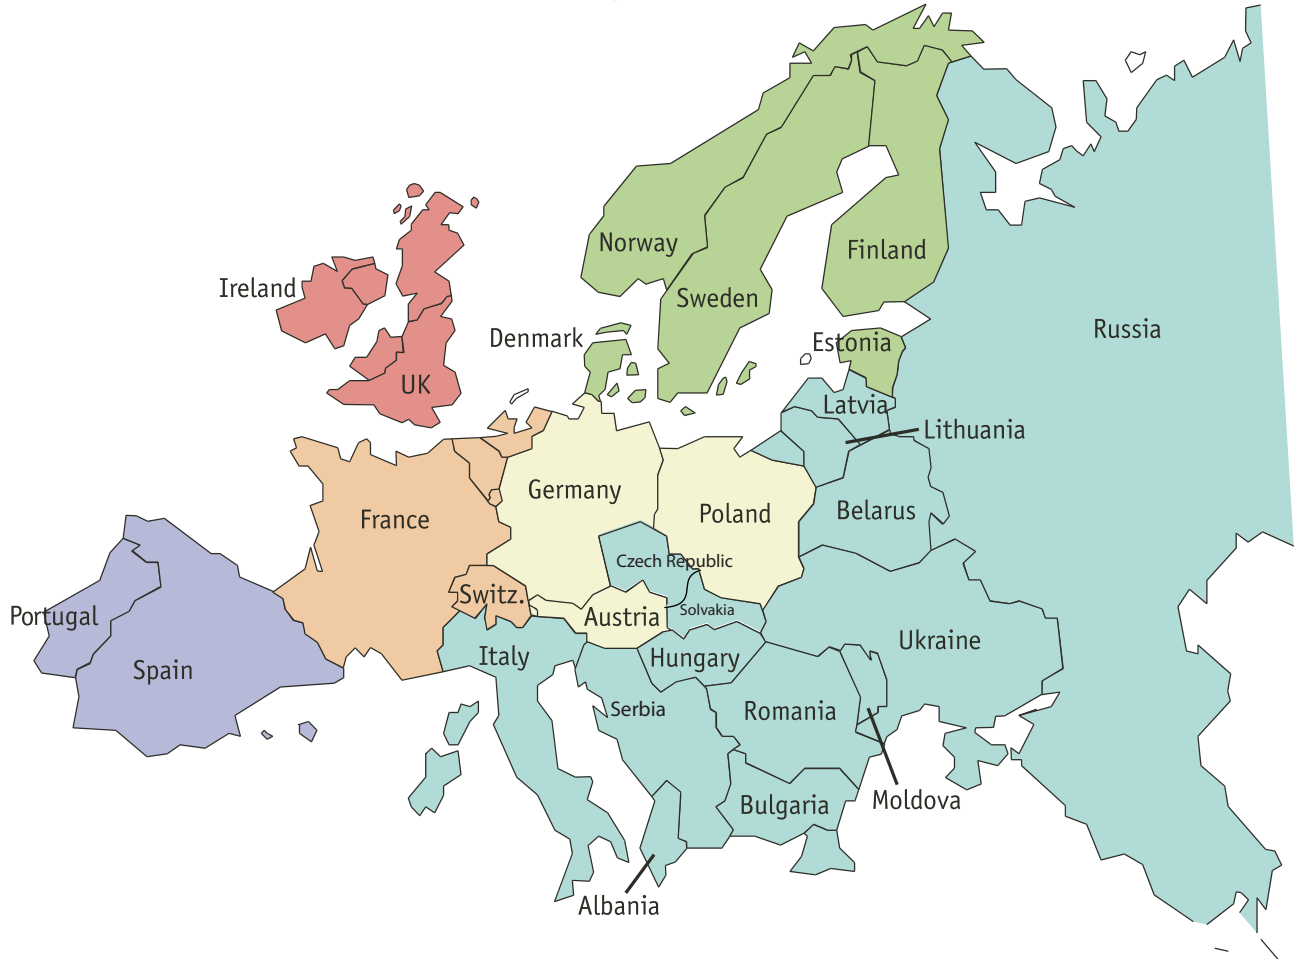 Norway
Finland
Ireland
Sweden
Russia
Denmark
Estonia
UK
Latvia
Lithuania
Germany
Belarus
France
Poland
Czech Republic
Switz.
Solvakia
Portugal
Austria
Ukraine
Italy
Hungary
Spain
Serbia
Romania
Moldova
Bulgaria
Albania